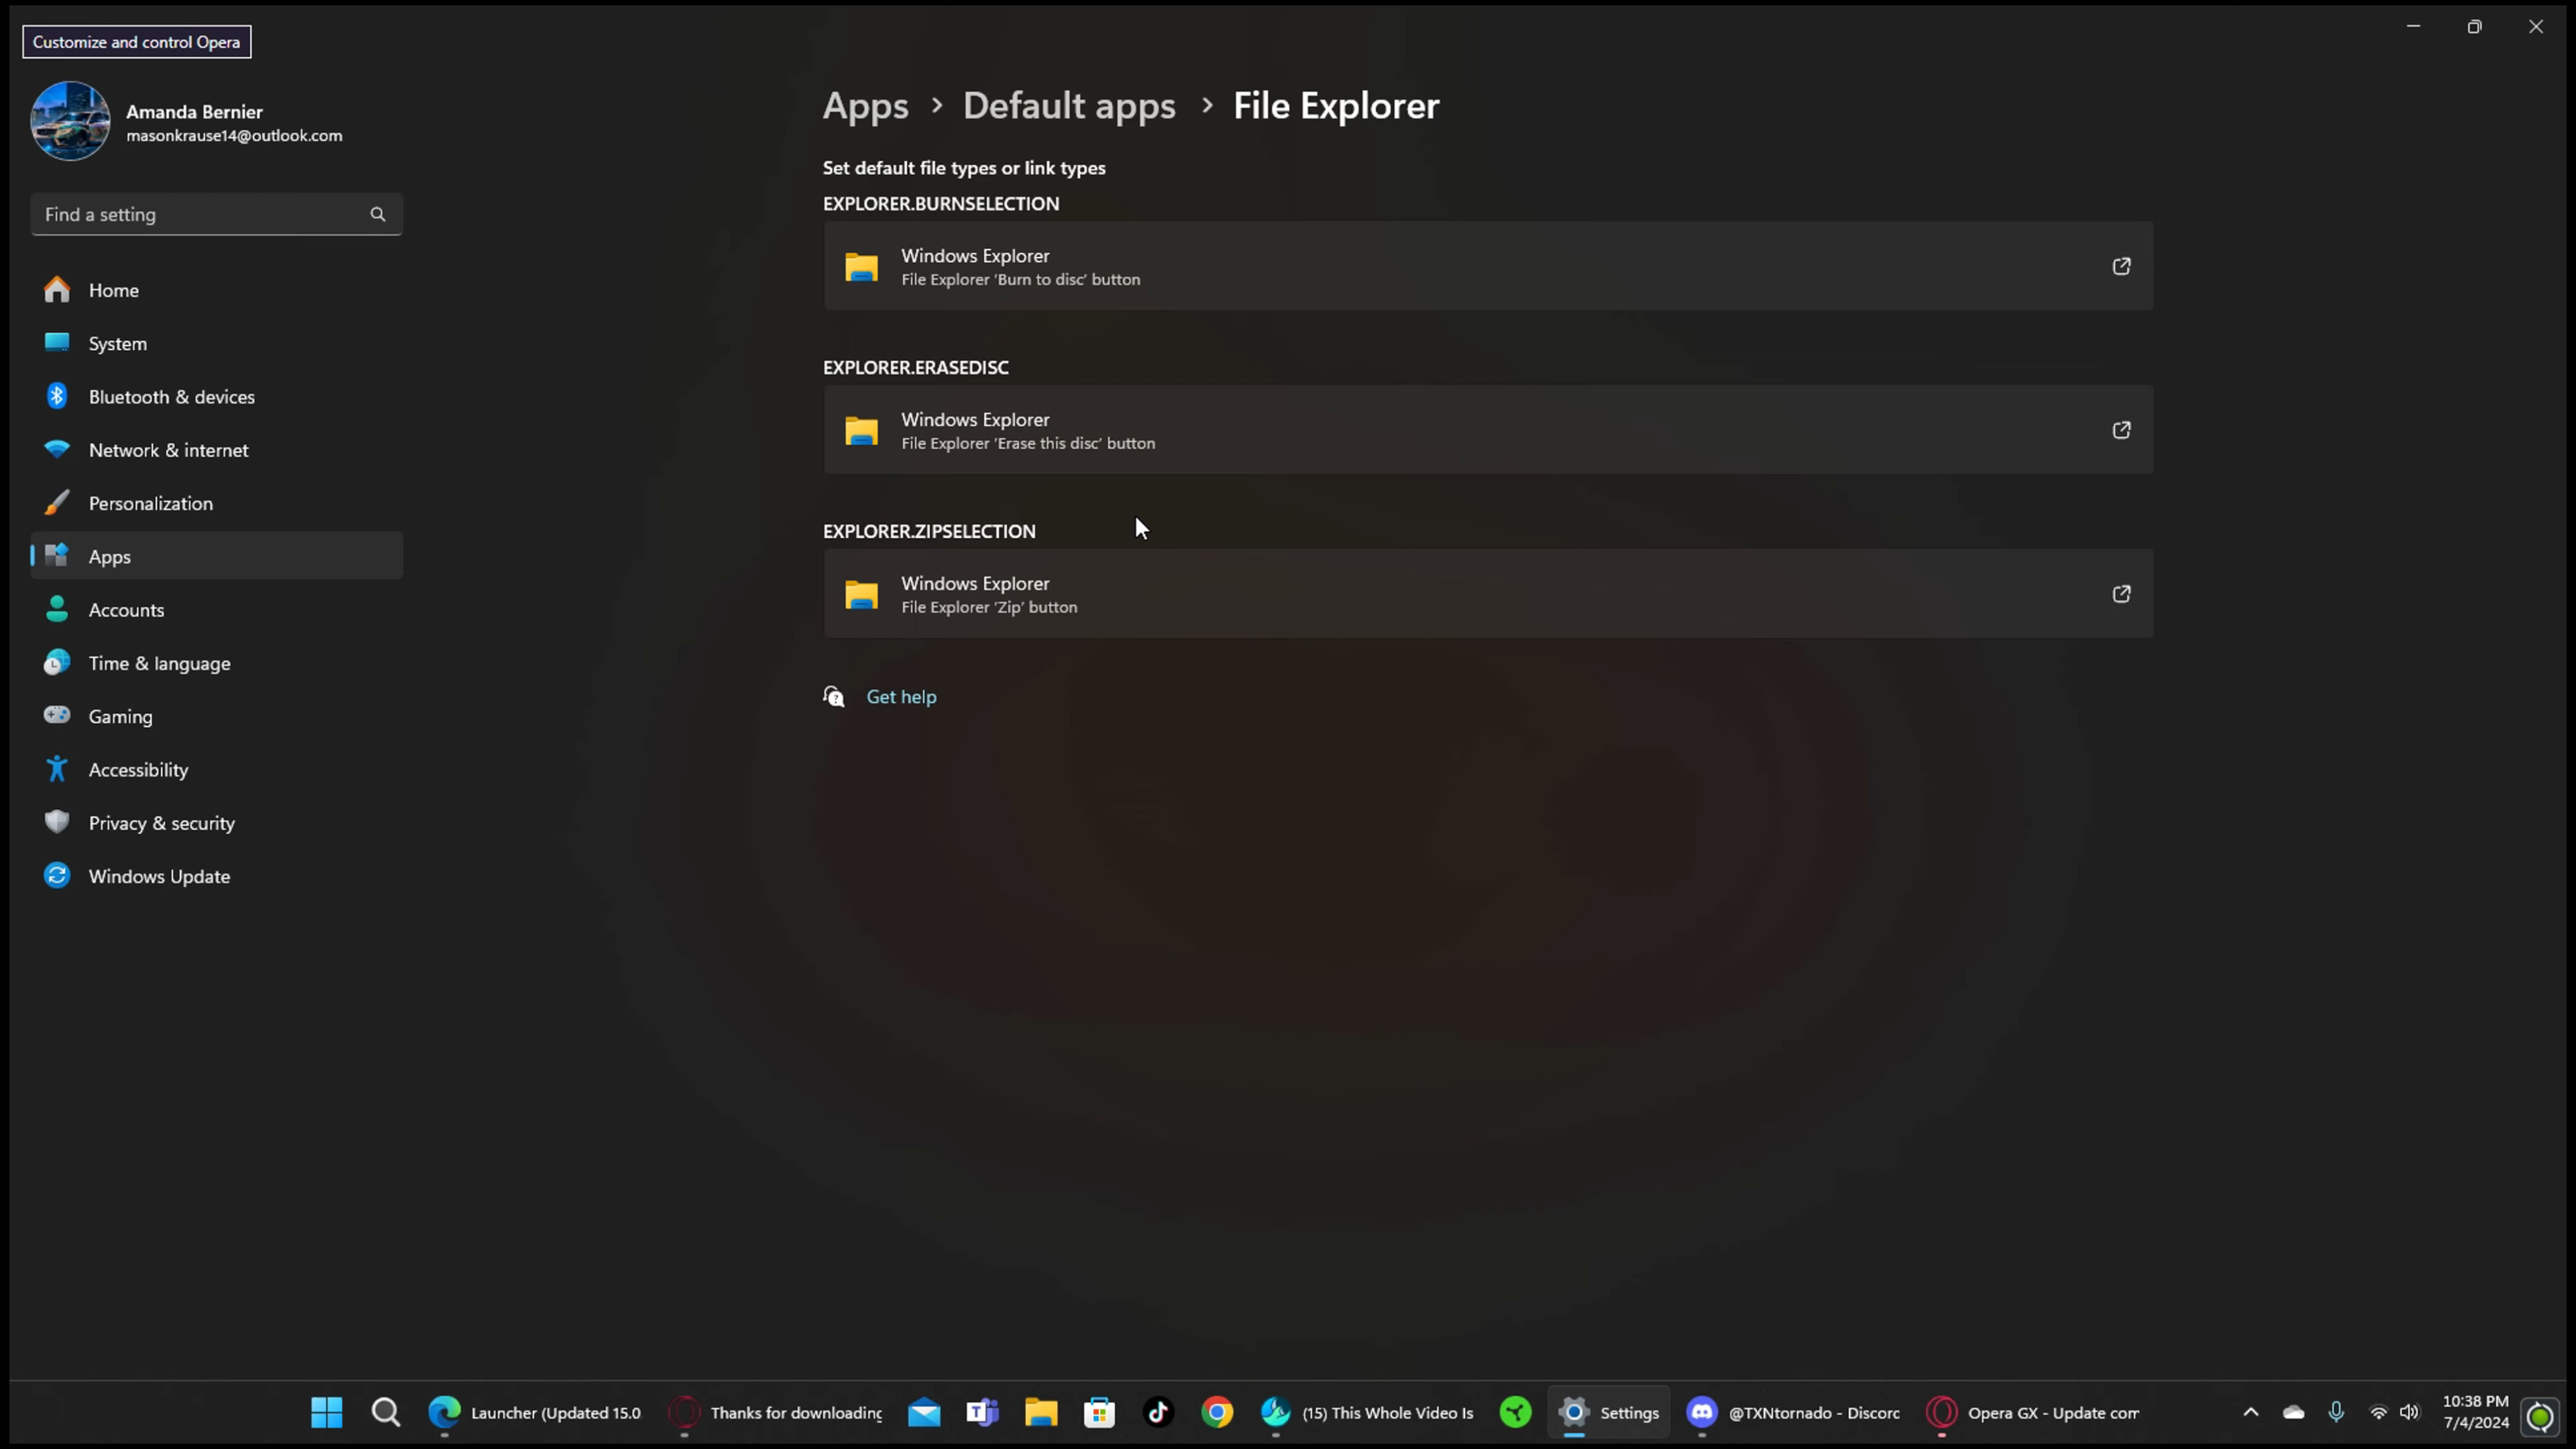 Customize and control Opera
Amanda Bernier
masonkrause14@outlook.com
Find a setting
Home
System
Bluetooth & devices
Network & internet
Personalization
Apps
Accounts
Time & language
Gaming
Accessibility
Privacy & security
Windows Update
Apps > Default apps > File Explorer
Set default file types or link types
EXPLORER.BURNSELECTION
Windows Explorer
File Explorer 'Burn to disc' button
EXPLORER.ERASEDISC
Windows Explorer
File Explorer 'Erase this disc' button
EXPLORER.ZIPSELECTION
Windows Explorer
File Explorer 'Zip' button
Get help
Launcher (Updated 15.0
Thanks for downloading
(15) This Whole Video Is
Settings
@TXNtornado - Discorc
Opera GX - Update com
10:38 PM
7/4/2024